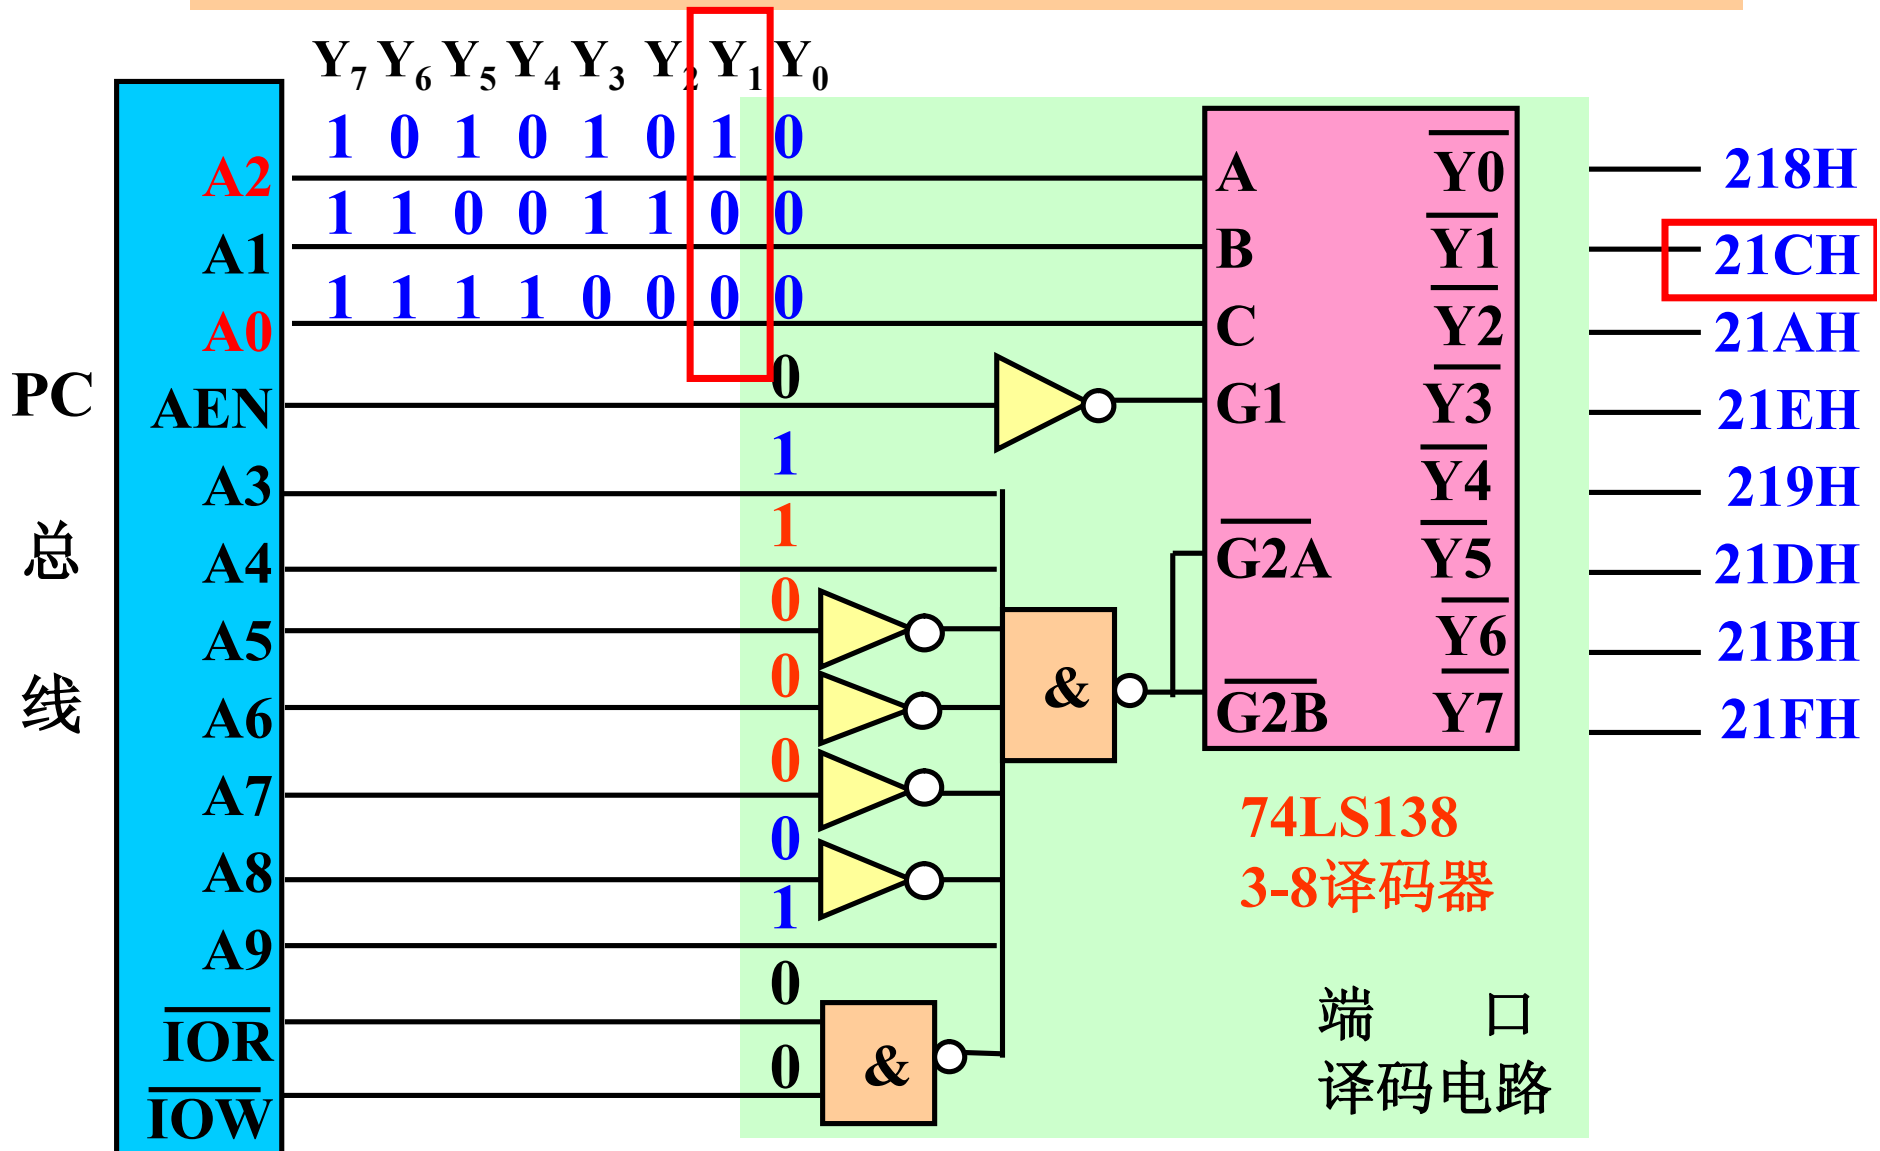 Y7 Y6 Y5 Y4 Y3 Y2 Y1 Y0
1 0 1 0 1 0 1 0
A2 A Y0 218H
1 1 0 0 1 1 0 0
A1 B Y1 21CH
1 1 1 1 0 0 0 0
A0 C Y2 21AH
0
PC AEN G1 Y3 21EH
1
A3 Y4 219H
1
总 A4 G2A Y5 21DH
0
A5 Y6 21BH
0
线 A6 & G2B Y7 21FH
0
A7 74LS138
0
A8 3-8译码器
1
A9
0
IOR 端 口
0
& 译码电路
IOW